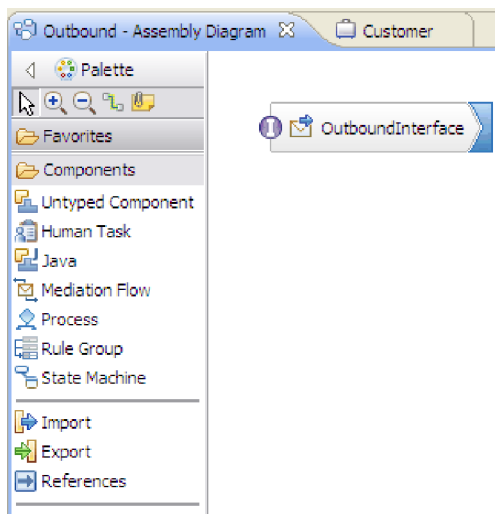 Outbound - Assembly Diagram
Customer
Palette
OutboundInterface
Favorites
Components
Untyped Component
Human Task
Java
Mediation Flow
Process
Rule Group
State Machine
Import
Export
References